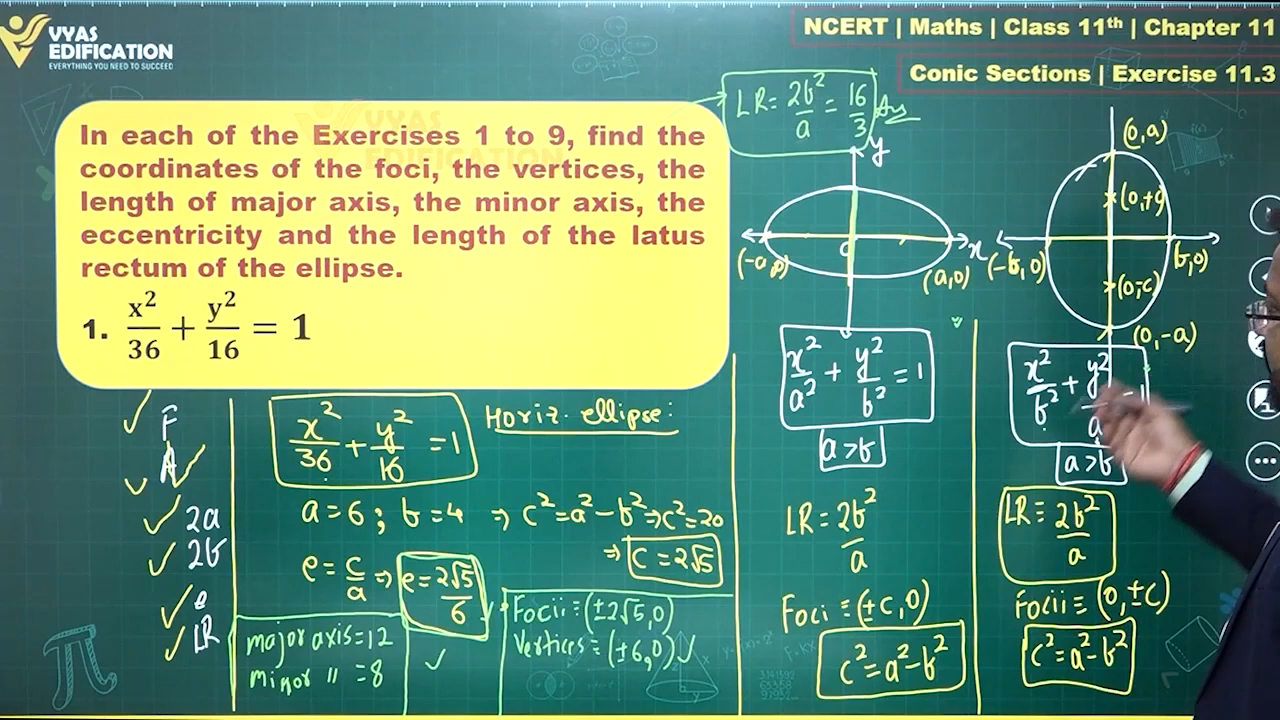 VYAS
EDIFICATION
EVERYTHING YOU NEED TO SUCCEED
NCERT | Maths | Class 11th | Chapter 11
Conic Sections | Exercise 11.3
In each of the Exercises 1 to 9, find the
coordinates of the foci, the vertices, the
length of major axis, the minor axis, the
eccentricity and the length of the latus
rectum of the ellipse.
1. x²/36 + y²/16 = 1
LR = 2b²/a = 16/3 Ans
y
x
(-a,0)
(a,0)
(0,a)
(0,+c)
(-b,0)
(b,0)
(0,-c)
(0,-a)
F
A
2a
2b
e
LR
x²/36 + y²/16 = 1
Horiz. ellipse:
a=6; b=4 ⇒ c²=a²-b² ⇒ c²=20
⇒ c=2√5
e=c/a ⇒ e=2√5/6
major axis=12
minor 〃 =8
Focii ≡ (±2√5,0)
Vertices ≡ (±6,0)
x²/a² + y²/b² = 1
a>b
LR = 2b²/a
Foci ≡ (±c,0)
c²=a²-b²
x²/b² + y²/a
a>b
LR = 2b²/a
Focii ≡ (0,±c)
c²=a²-b²